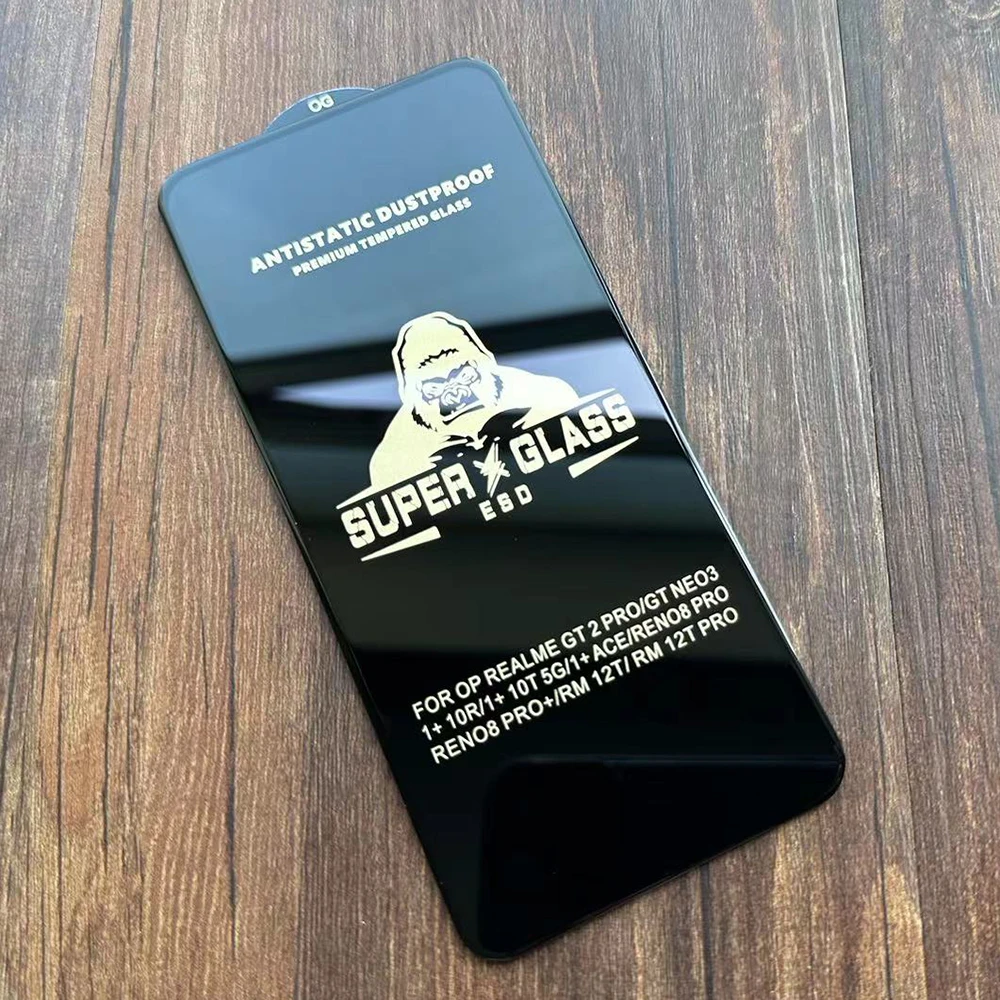 OG
ANTISTATIC DUSTPROOF
PREMIUM TEMPERED GLASS
SUPER X GLASS
ESD
FOR OP REALME GT 2 PRO/GT NEO3
1+ 10R/1+ 10T 5G/1+ ACE/RENO8 PRO
RENO8 PRO+/RM 12T/ RM 12T PRO